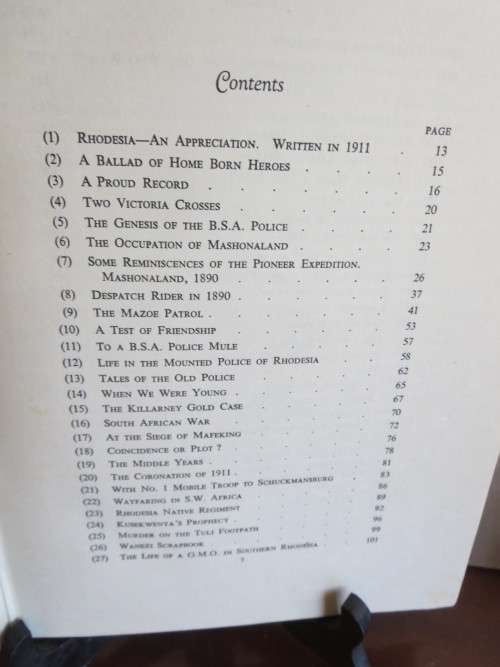 Contents
PAGE
(1) RHODESIA—AN APPRECIATION. WRITTEN IN 1911 . 13
(2) A BALLAD OF HOME BORN HEROES . . . . 15
(3) A PROUD RECORD . . . . . . . 16
(4) TWO VICTORIA CROSSES . . . . . . 20
(5) THE GENESIS OF THE B.S.A. POLICE . . . . 21
(6) THE OCCUPATION OF MASHONALAND . . . . 23
(7) SOME REMINISCENCES OF THE PIONEER EXPEDITION.
MASHONALAND, 1890 . . . . . . 26
(8) DESPATCH RIDER IN 1890 . . . . . . 37
(9) THE MAZOE PATROL . . . . . . . 41
(10) A TEST OF FRIENDSHIP . . . . . . 53
(11) TO A B.S.A. POLICE MULE . . . . . 57
(12) LIFE IN THE MOUNTED POLICE OF RHODESIA . . . 58
(13) TALES OF THE OLD POLICE . . . . . 62
(14) WHEN WE WERE YOUNG . . . . . . 65
(15) THE KILLARNEY GOLD CASE . . . . . 67
(16) SOUTH AFRICAN WAR . . . . . . 70
(17) AT THE SIEGE OF MAFEKING . . . . . 72
(18) COINCIDENCE OR PLOT ? . . . . . 76
(19) THE MIDDLE YEARS . . . . . . 78
(20) THE CORONATION OF 1911 . . . . . 81
(21) WITH NO. 1 MOBILE TROOP TO SCHUCKMANSBURG . . 83
(22) WAYFARING IN S.W. AFRICA . . . . . 86
(23) RHODESIA NATIVE REGIMENT . . . . . 89
(24) KUSEKWENYA'S PROPHECY . . . . . 92
(25) MURDER ON THE TULI FOOTPATH . . . . 96
(26) WANKEI SCRAPBOOK . . . . . . 99
(27) THE LIFE OF A G.M.O. IN SOUTHERN RHODESIA . . 101
7